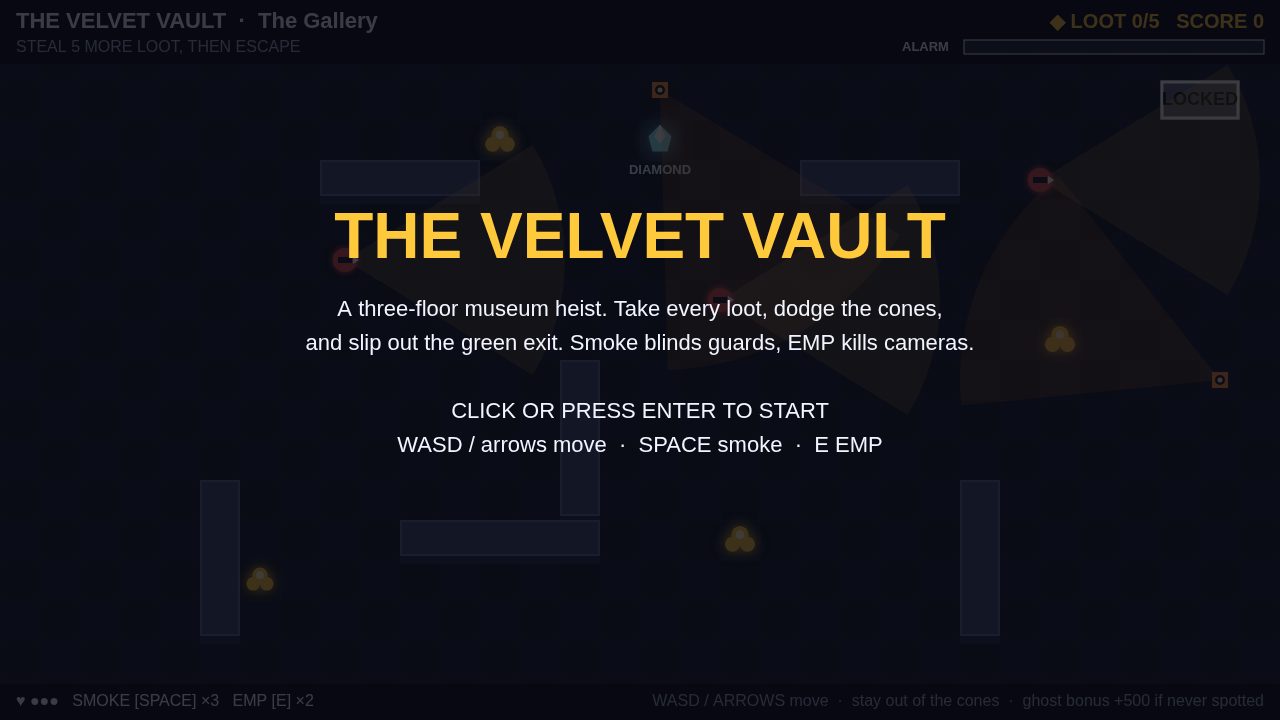 THE VELVET VAULT · The Gallery
◆ LOOT 0/5 SCORE 0
STEAL 5 MORE LOOT, THEN ESCAPE
ALARM
LOCKED
DIAMOND
THE VELVET VAULT
A three-floor museum heist. Take every loot, dodge the cones,
and slip out the green exit. Smoke blinds guards, EMP kills cameras.
CLICK OR PRESS ENTER TO START
WASD / arrows move · SPACE smoke · E EMP
♥ ●●● SMOKE [SPACE] ×3 EMP [E] ×2
WASD / ARROWS move · stay out of the cones · ghost bonus +500 if never spotted